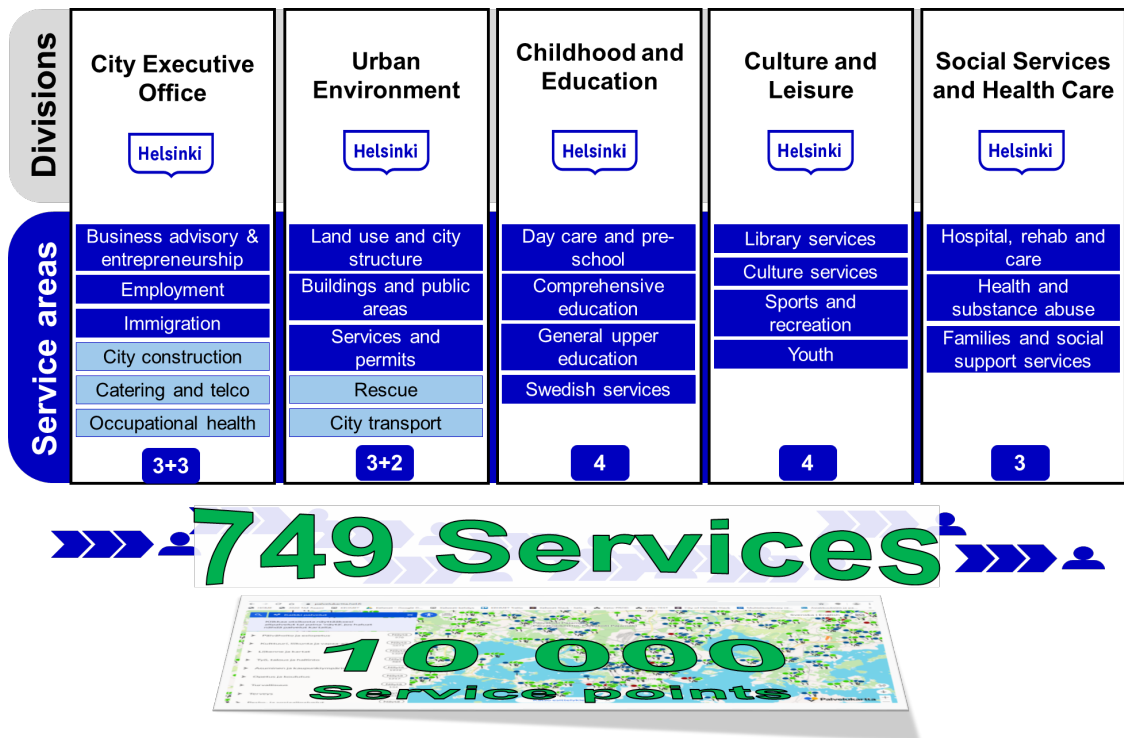 Divisions
City Executive
Office
Helsinki
Urban
Environment
Helsinki
Childhood and
Education
Helsinki
Culture and
Leisure
Helsinki
Social Services
and Health Care
Helsinki
Service areas
Business advisory &
entrepreneurship
Employment
Immigration
City construction
Catering and telco
Occupational health
3+3
Land use and city
structure
Buildings and public
areas
Services and
permits
Rescue
City transport
3+2
Day care and pre-
school
Comprehensive
education
General upper
education
Swedish services
4
Library services
Culture services
Sports and
recreation
Youth
4
Hospital, rehab and
care
Health and
substance abuse
Families and social
support services
3
749 Services
10 000
Service points
Palvelukartta